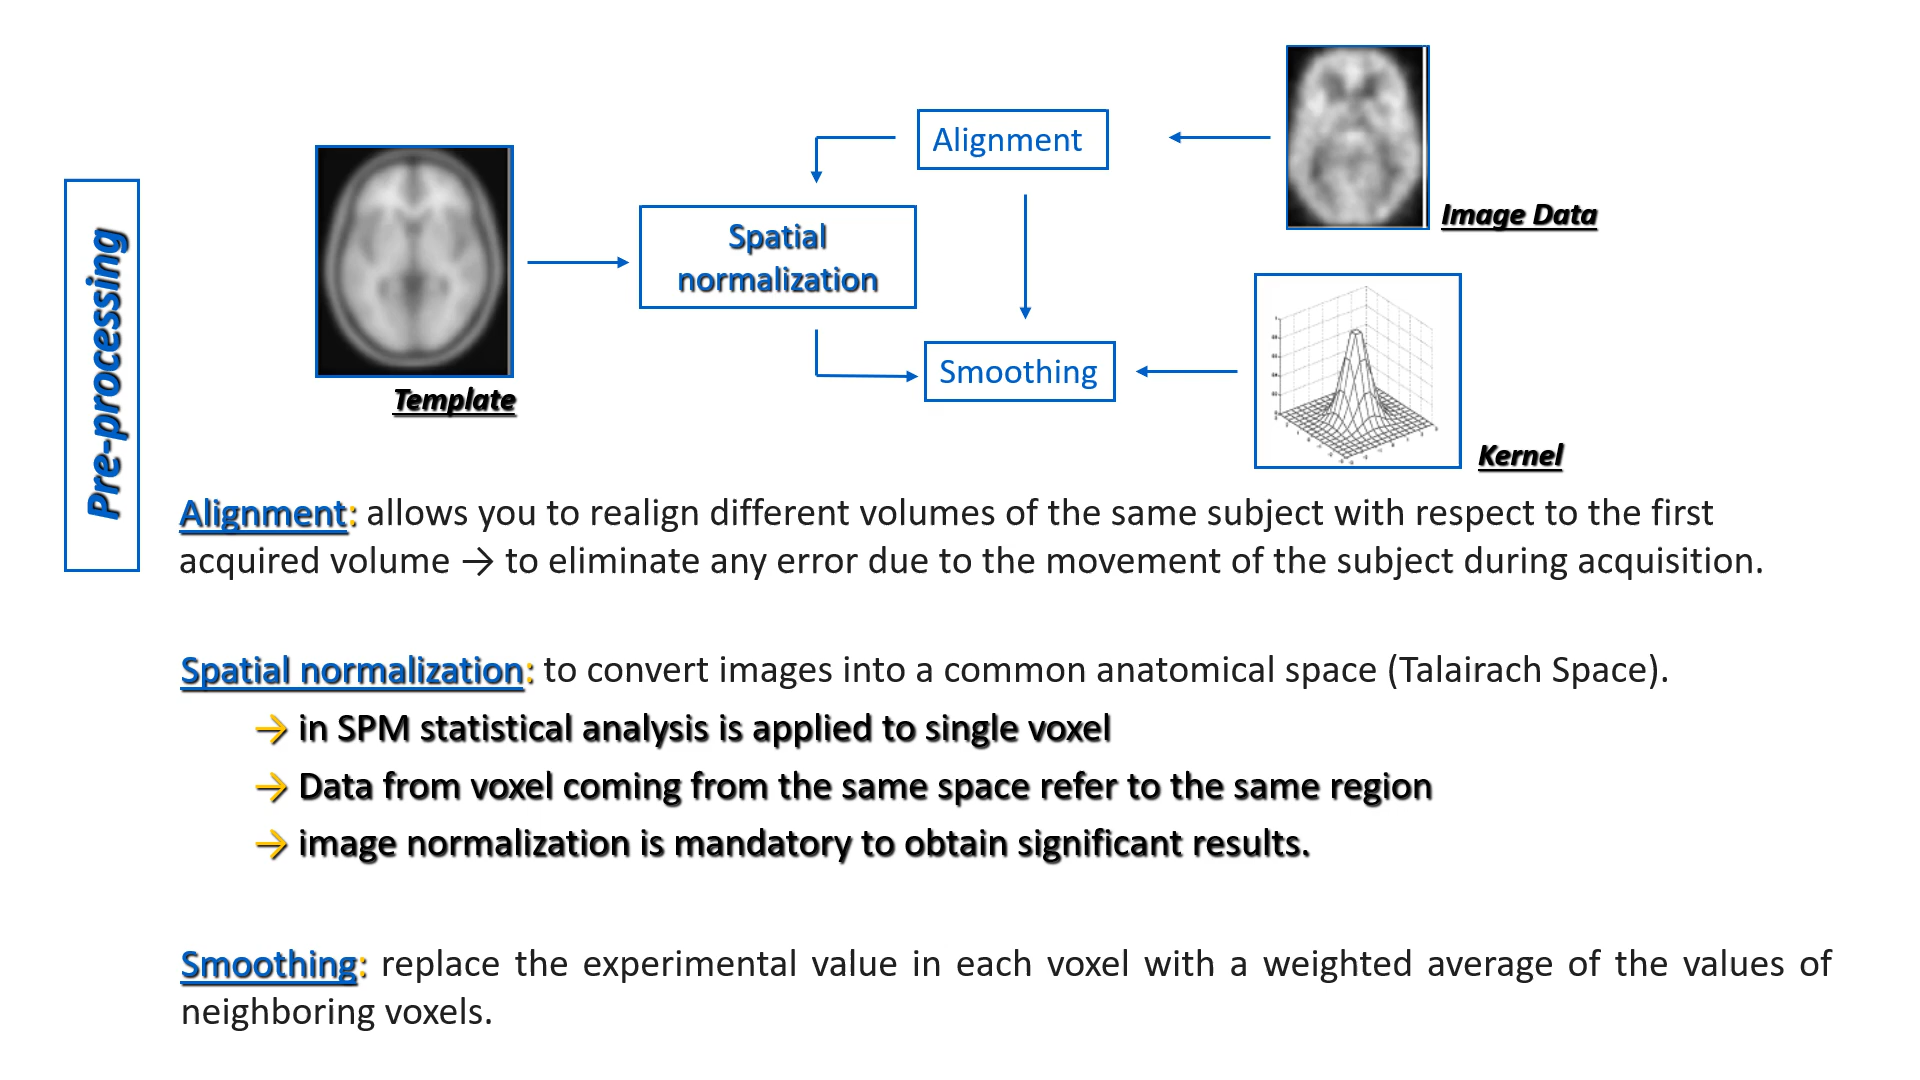 Pre-processing
Alignment
Image Data
Spatial
normalization
Template
Smoothing
Kernel
Alignment: allows you to realign different volumes of the same subject with respect to the first
acquired volume → to eliminate any error due to the movement of the subject during acquisition.
Spatial normalization: to convert images into a common anatomical space (Talairach Space).
→ in SPM statistical analysis is applied to single voxel
→ Data from voxel coming from the same space refer to the same region
→ image normalization is mandatory to obtain significant results.
Smoothing: replace the experimental value in each voxel with a weighted average of the values of
neighboring voxels.